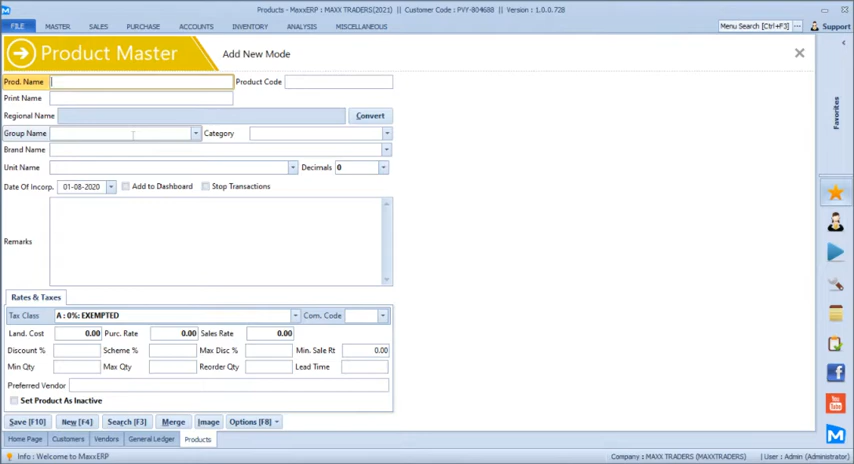 Products - MaxxERP : MAXX TRADERS(2021) || Customer Code : PVY-804688 || Version : 1.0.0.728
FILE MASTER SALES PURCHASE ACCOUNTS INVENTORY ANALYSIS MISCELLANEOUS Menu Search [Ctrl+F3] ... Support
Product Master Add New Mode
Prod. Name Product Code
Print Name
Regional Name Convert
Group Name Category
Brand Name
Unit Name Decimals 0
Date Of Incorp. 01-08-2020 Add to Dashboard Stop Transactions
Remarks
Rates & Taxes
Tax Class A : 0%: EXEMPTED Com. Code
Land. Cost 0.00 Purc. Rate 0.00 Sales Rate 0.00
Discount % Scheme % Max Disc % Min. Sale Rt 0.00
Min Qty Max Qty Reorder Qty Lead Time
Preferred Vendor
Set Product As Inactive
Save [F10] New [F4] Search [F3] Merge Image Options [F8]
Home Page Customers Vendors General Ledger Products
Info : Welcome to MaxxERP Company : MAXX TRADERS(MAXXTRADERS) User : Admin (Administrator)
Favorites
You Tube